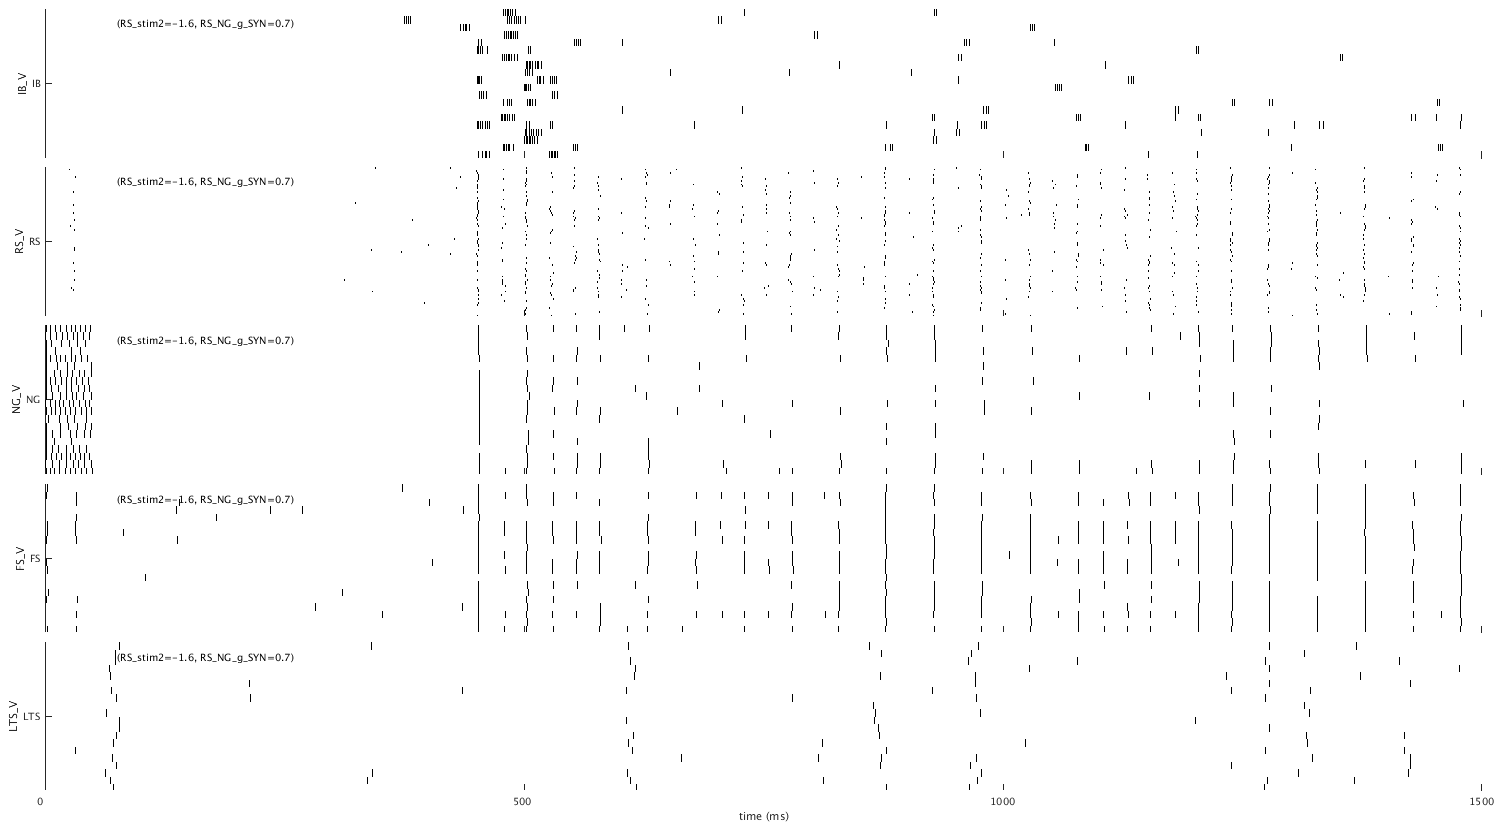 (RS_stim2=−1.6, RS_NG_g_SYN=0.7)
IB_V
IB
(RS_stim2=−1.6, RS_NG_g_SYN=0.7)
RS_V
RS
(RS_stim2=−1.6, RS_NG_g_SYN=0.7)
NG_V
NG
(RS_stim2=−1.6, RS_NG_g_SYN=0.7)
FS_V
FS
(RS_stim2=−1.6, RS_NG_g_SYN=0.7)
LTS_V
LTS
0 500 1000 1500
time (ms)